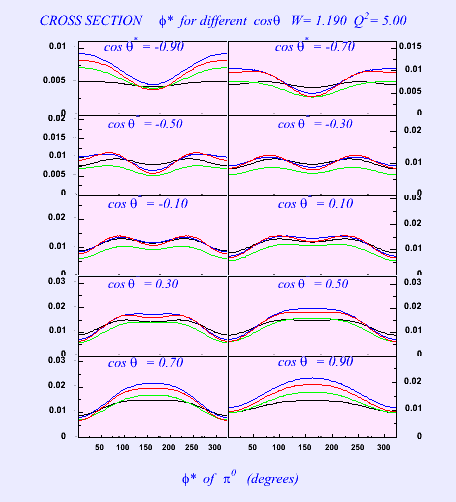 CROSS SECTION ϕ* for different cosθ W= 1.190 Q²= 5.00
cos θ* = -0.90 cos θ* = -0.70
0.01 0.015
0.005 0.01
0.005
0 0
cos θ* = -0.50 cos θ* = -0.30
0.02 0.02
0.015
0.01 0.01
0.005
0 0
cos θ* = -0.10 cos θ* = 0.10
0.03
0.02 0.02
0.01 0.01
0 0
cos θ* = 0.30 cos θ* = 0.50
0.03 0.03
0.02 0.02
0.01 0.01
0 0
cos θ* = 0.70 cos θ* = 0.90
0.03
0.02 0.02
0.01 0.01
0 0
50 100 150 200 250 300 50 100 150 200 250 300
ϕ* of π⁰ (degrees)